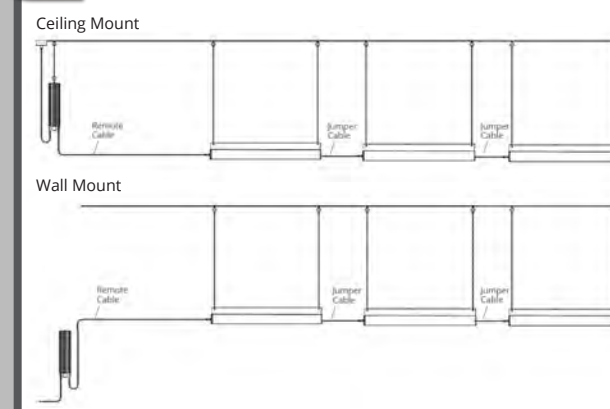 Ceiling Mount
Remote
Cable
Jumper
Cable
Jumper
Cable
Wall Mount
Remote
Cable
Jumper
Cable
Jumper
Cable